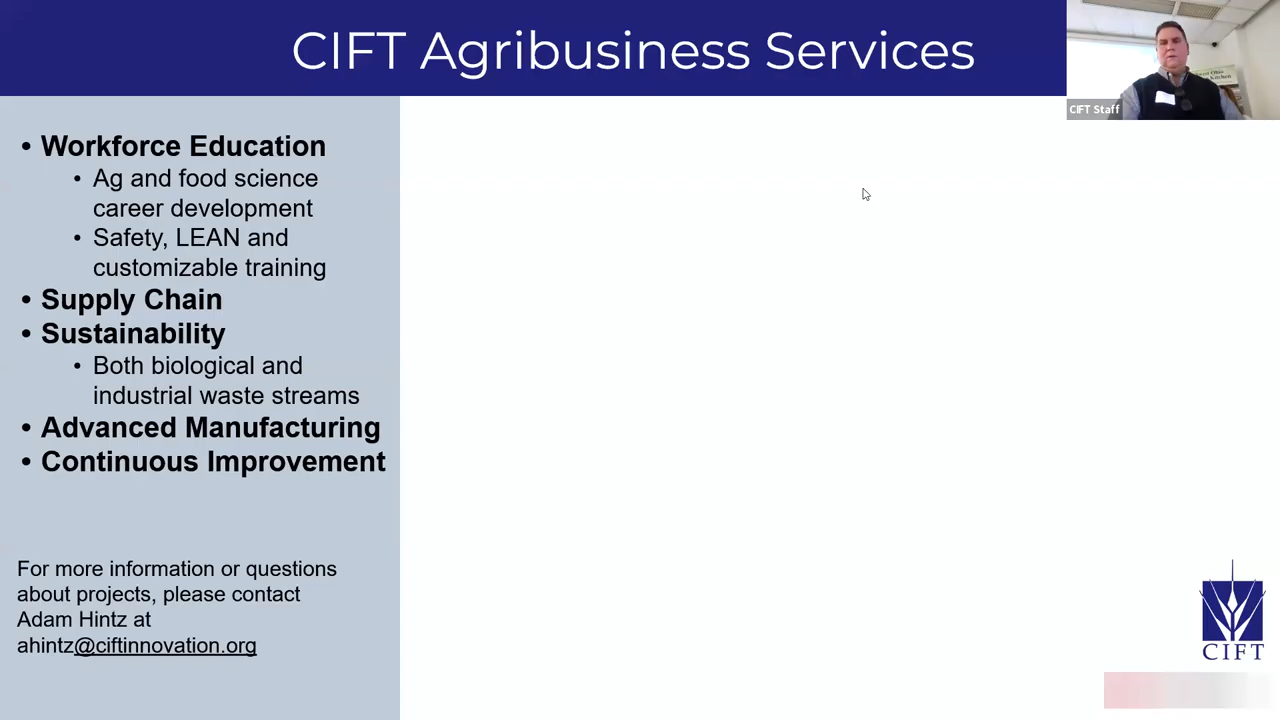 CIFT Agribusiness Services
CIFT Staff
• Workforce Education
• Ag and food science
career development
• Safety, LEAN and
customizable training
• Supply Chain
• Sustainability
• Both biological and
industrial waste streams
• Advanced Manufacturing
• Continuous Improvement
For more information or questions
about projects, please contact
Adam Hintz at
ahintz@ciftinnovation.org
CIFT